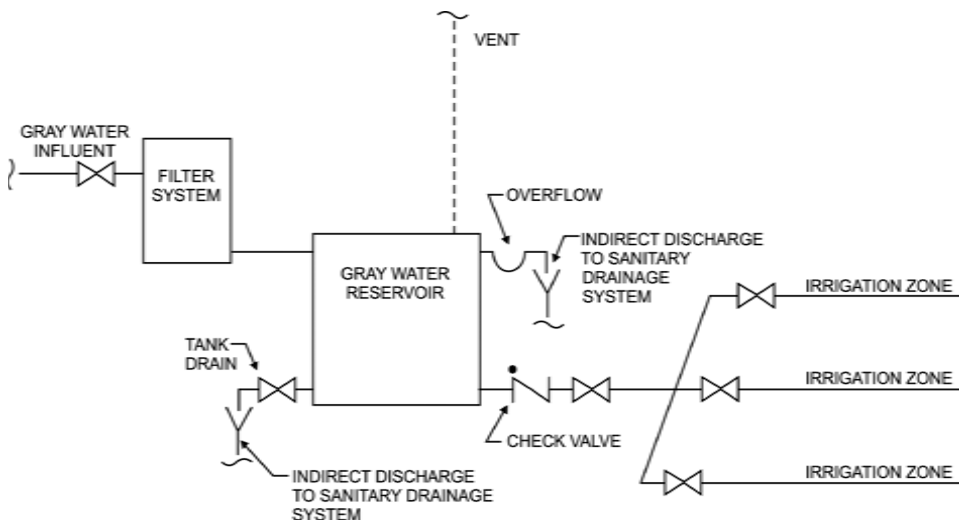 VENT
GRAY WATER
INFLUENT
FILTER
SYSTEM
OVERFLOW
INDIRECT DISCHARGE
TO SANITARY
DRAINAGE
SYSTEM
GRAY WATER
RESERVOIR
IRRIGATION ZONE
TANK
DRAIN
IRRIGATION ZONE
CHECK VALVE
IRRIGATION ZONE
INDIRECT DISCHARGE
TO SANITARY DRAINAGE
SYSTEM